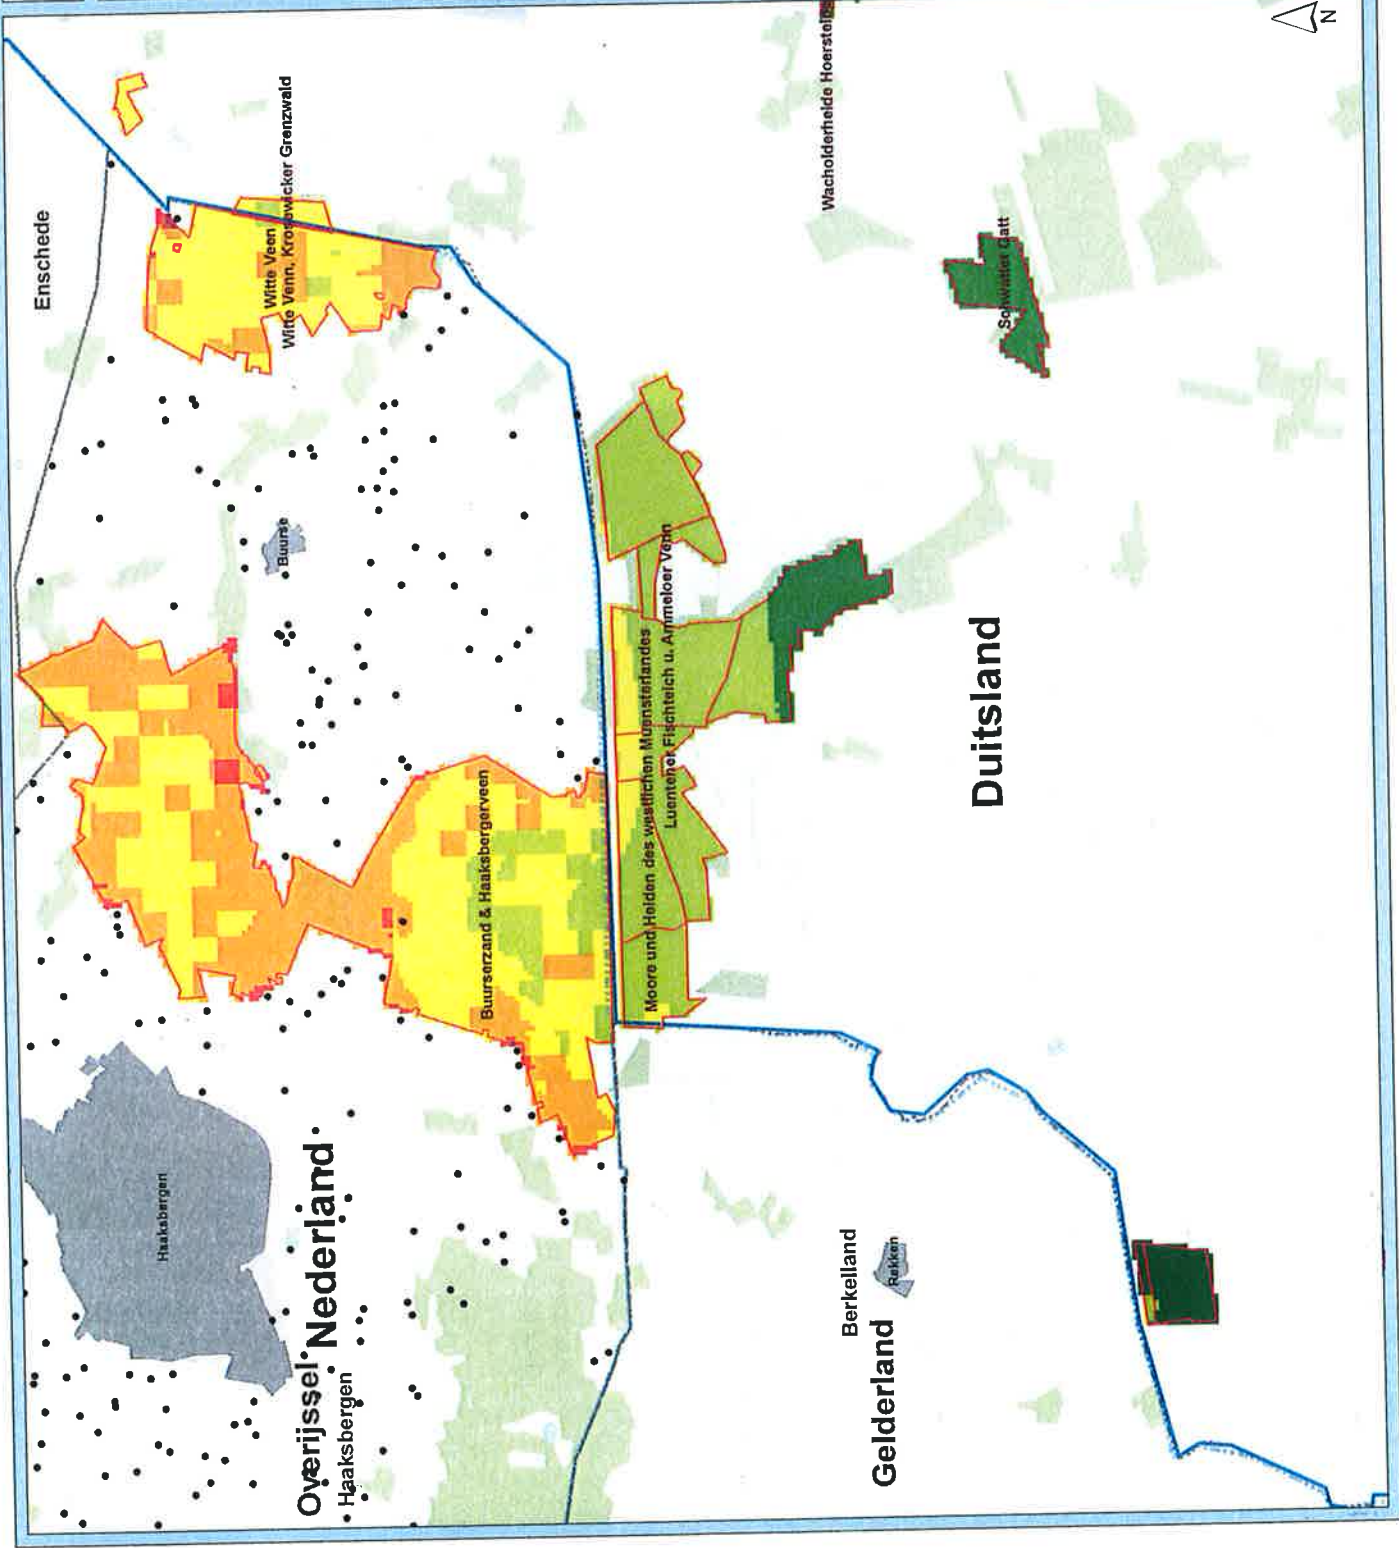 Enschede
Witte Veen
Witte Venn, Krosewicker Grenzwald
Buurse
Haaksbergen
Buurserzand & Haaksbergerveen
Overijssel
Nederland
Haaksbergen
Moore und Heiden des westlichen Muensterlandes
Luentener Fischteich u. Ammeloer Venn
Wacholderheide Hoerstel
Schwattet Gatt
Duitsland
Berkelland
Rekken
Gelderland
N